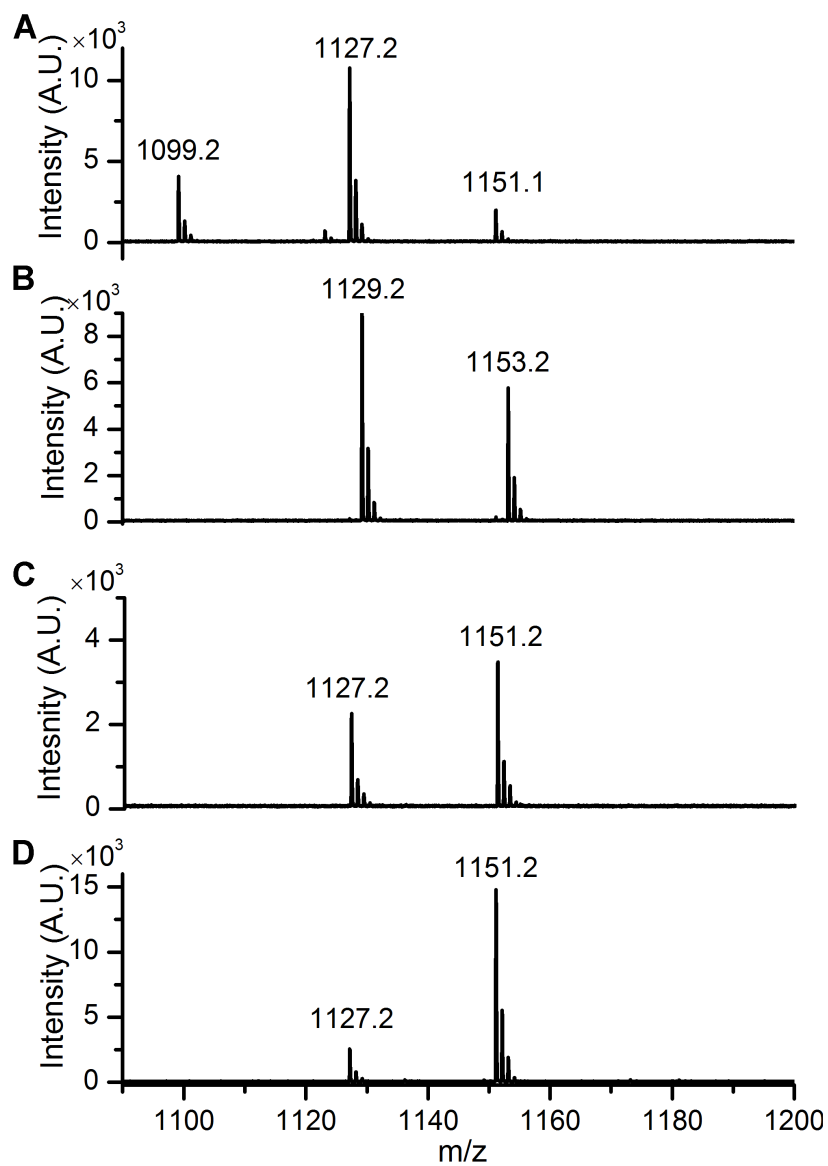 A
×10³
1127.2
10
1099.2
1151.1
5
0
Intensity (A.U.)
B
×10³
1129.2
8
1153.2
6
4
2
0
Intensity (A.U.)
C
×10³
1151.2
4
1127.2
2
0
Intesnity (A.U.)
D
×10³
1151.2
15
10
1127.2
5
0
Intensity (A.U.)
1100 1120 1140 1160 1180 1200
m/z